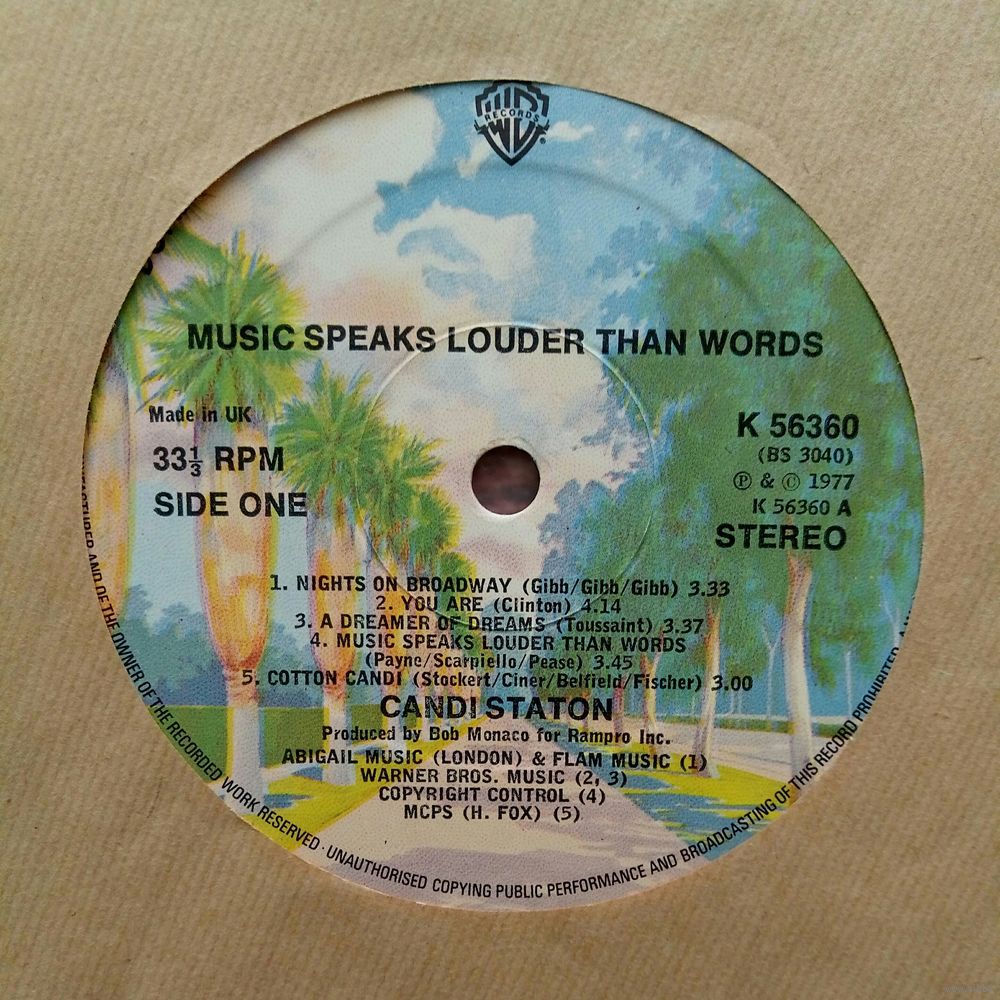 RECORDS
MUSIC SPEAKS LOUDER THAN WORDS
Made in UK
33⅓ RPM
SIDE ONE
K 56360
(BS 3040)
Ⓟ & © 1977
K 56360 A
STEREO
1. NIGHTS ON BROADWAY (Gibb/Gibb/Gibb) 3.33
2. YOU ARE (Clinton) 4.14
3. A DREAMER OF DREAMS (Toussaint) 3.37
4. MUSIC SPEAKS LOUDER THAN WORDS
(Payne/Scarpiello/Pease) 3.45
5. COTTON CANDI (Stockert/Ciner/Belfield/Fischer) 3.00
CANDI STATON
Produced by Bob Monaco for Rampro Inc.
ABIGAIL MUSIC (LONDON) & FLAM MUSIC (1)
WARNER BROS. MUSIC (2, 3)
COPYRIGHT CONTROL (4)
MCPS (H. FOX) (5)
AND OF THE OWNER OF THE RECORDED WORK RESERVED · UNAUTHORISED COPYING PUBLIC PERFORMANCE AND BROADCASTING OF THIS RECORD PROHIBITED